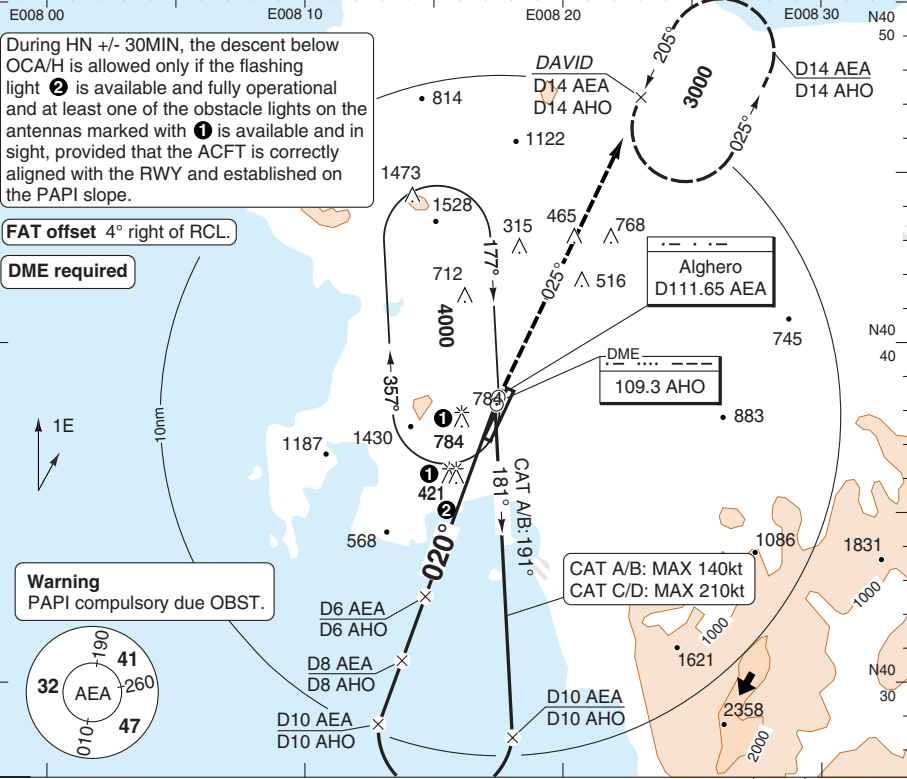 E008 00
E008 10
E008 20
E008 30
N40
50
During HN +/- 30MIN, the descent below
OCA/H is allowed only if the flashing
light 2 is available and fully operational
and at least one of the obstacle lights on the
antennas marked with 1 is available and in
sight, provided that the ACFT is correctly
aligned with the RWY and established on
the PAPI slope.
FAT offset 4° right of RCL.
DME required
DAVID
D14 AEA
D14 AHO
205°
3000
025°
D14 AEA
D14 AHO
814
1122
1473
1528
315
465
768
516
712
177°
4000
357°
025°
Alghero
D111.65 AEA
745
N40
40
DME
109.3 AHO
784
883
1
784
1430
1187
1
421
2
568
1E
10nm
020°
181°
CAT A/B: 191°
CAT A/B: MAX 140kt
CAT C/D: MAX 210kt
1086
1831
1000
1000
1621
2358
2000
N40
30
Warning
PAPI compulsory due OBST.
D6 AEA
D6 AHO
D8 AEA
D8 AHO
D10 AEA
D10 AHO
D10 AEA
D10 AHO
190
41
32
AEA
260
010
47